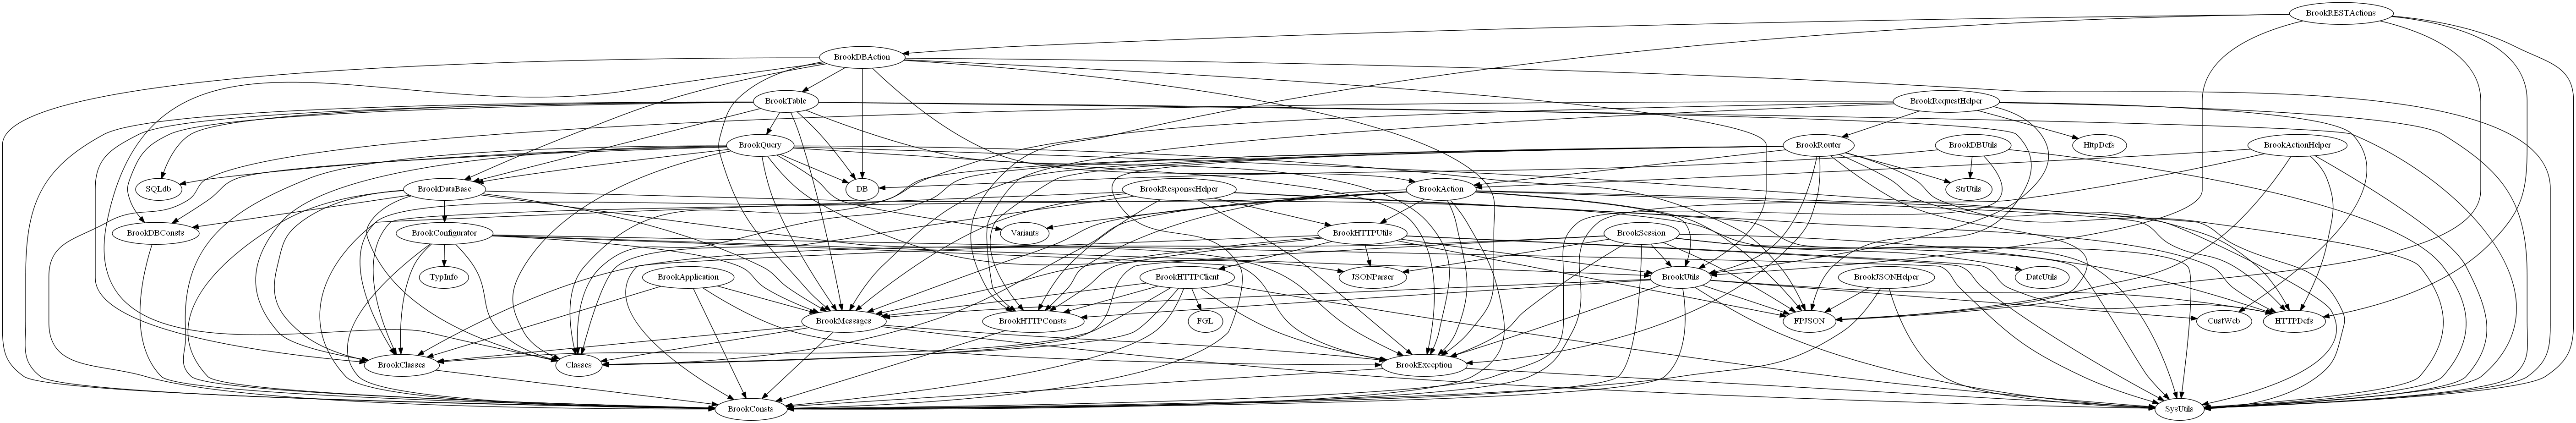 BrookRESTActions
BrookDBAction
BrookTable
BrookRequestHelper
BrookQuery
BrookRouter
HttpDefs
BrookDBUtils
BrookActionHelper
SQLdb
BrookDataBase
DB
BrookResponseHelper
BrookAction
StrUtils
BrookDBConsts
BrookConfigurator
Variants
BrookHTTPUtils
BrookSession
TypInfo
BrookApplication
BrookHTTPClient
JSONParser
BrookUtils
DateUtils
BrookJSONHelper
BrookMessages
BrookHTTPConsts
FGL
FPJSON
CustWeb
HTTPDefs
BrookClasses
Classes
BrookException
BrookConsts
SysUtils